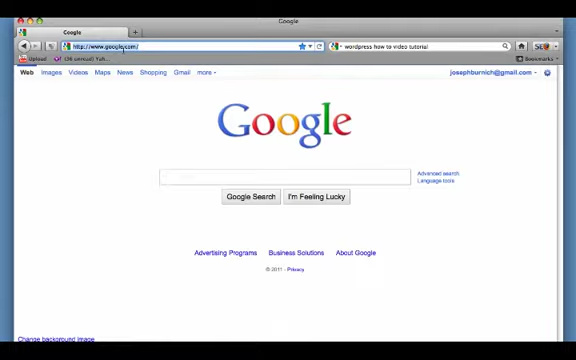 Google
Google
http://www.google.com/
wordpress how to video tutorial
Upload
(36 unread) Yah...
Bookmarks
Web Images Videos Maps News Shopping Gmail more
josephburnich@gmail.com
Google
Advanced search
Language tools
Google Search I'm Feeling Lucky
Advertising Programs Business Solutions About Google
© 2011 - Privacy
Change background image